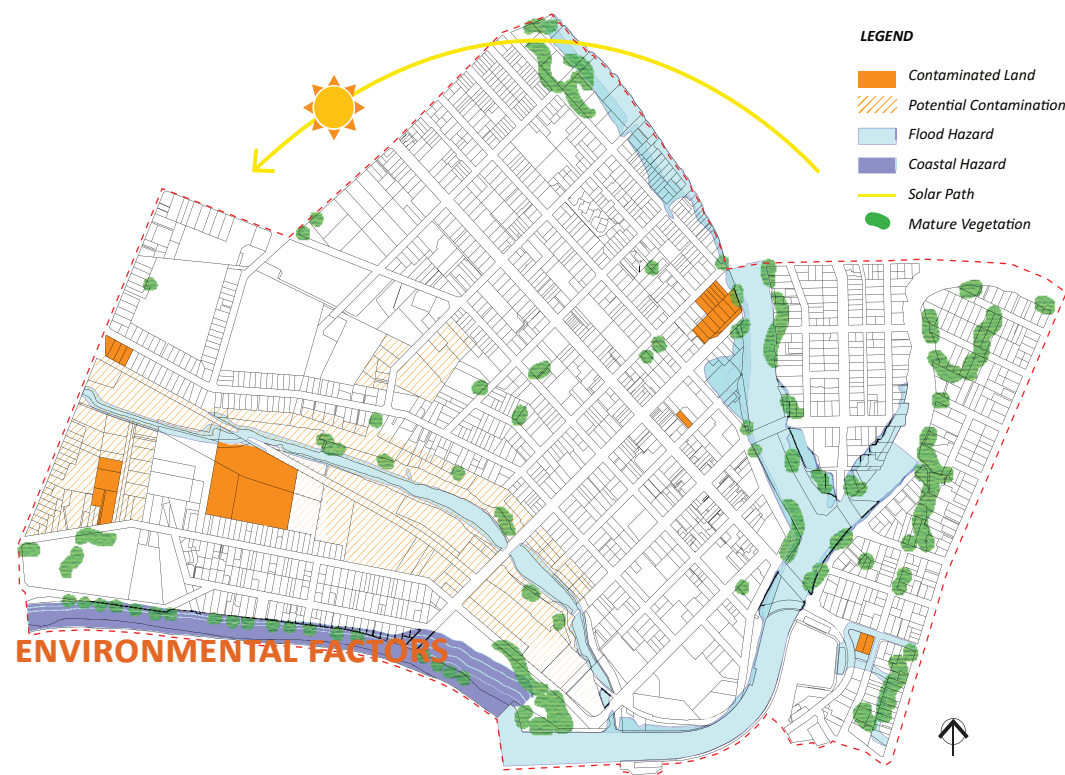 LEGEND
Contaminated Land
Potential Contamination
Flood Hazard
Coastal Hazard
Solar Path
Mature Vegetation
ENVIRONMENTAL FACTORS